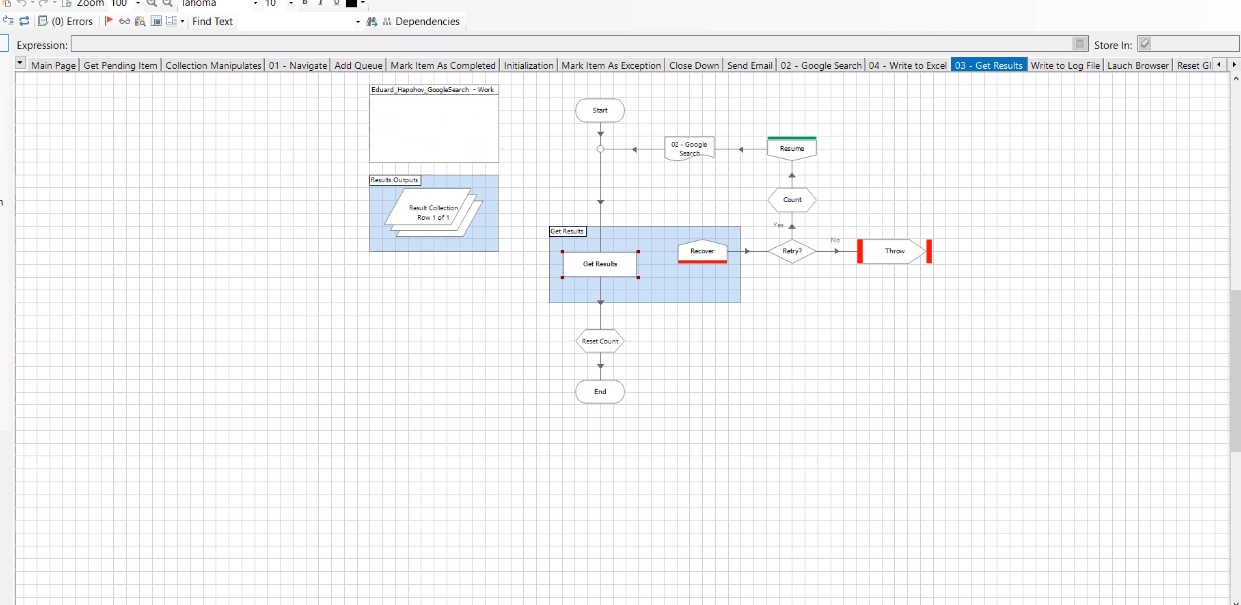 Zoom 100
Tahoma 10 B I U
(0) Errors Find Text Dependencies
Expression: Store In:
Main Page Get Pending Item Collection Manipulates 01 - Navigate Add Queue Mark Item As Completed Initialization Mark Item As Exception Close Down Send Email 02 - Google Search 04 - Write to Excel 03 - Get Results Write to Log File Lauch Browser Reset Gl
Eduard_Hapohov_GoogleSearch - Work
Start
02 - Google
Search
Resume
Results Outputs
Result Collection
Row 1 of 1
Count
Yes
Get Results
Recover
Retry?
No
Throw
Get Results
Reset Count
End